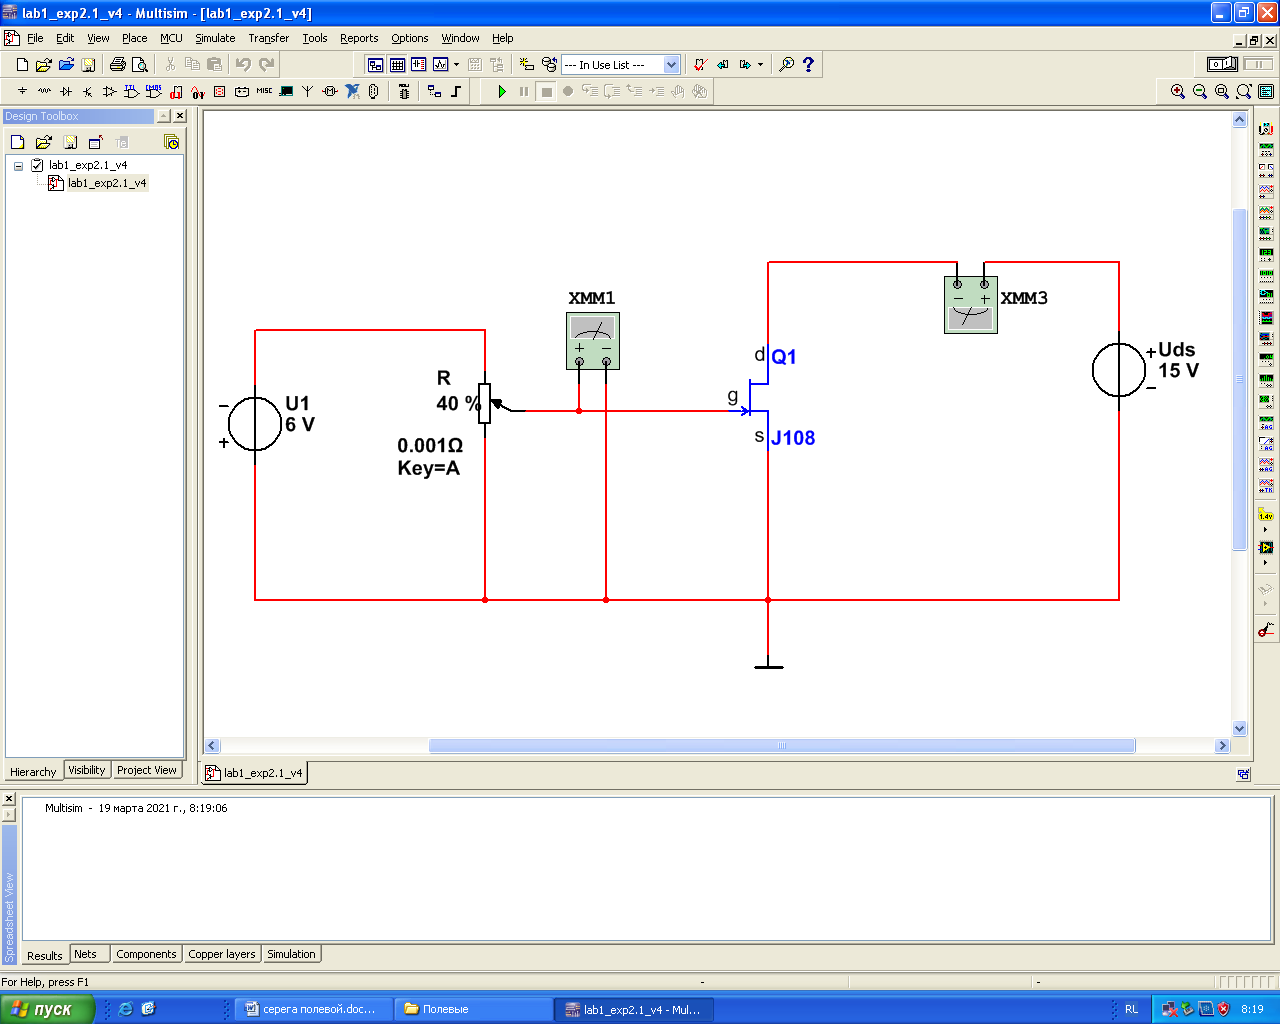 lab1_exp2.1_v4 - Multisim - [lab1_exp2.1_v4]
File Edit View Place MCU Simulate Transfer Tools Reports Options Window Help
--- In Use List ---
MISC
Design Toolbox
lab1_exp2.1_v4
lab1_exp2.1_v4
XMM1
XMM3
d
Q1
+
Uds
15 V
−
R
40 %
g
−
U1
6 V
+
s
J108
0.001Ω
Key=A
Hierarchy Visibility Project View
lab1_exp2.1_v4
Multisim - 19 марта 2021 г., 8:19:06
Spreadsheet View
Results Nets Components Copper layers Simulation
For Help, press F1
- -
пуск
серега полевой.doc...
Полевые
lab1_exp2.1_v4 - Mul...
RL
8:19